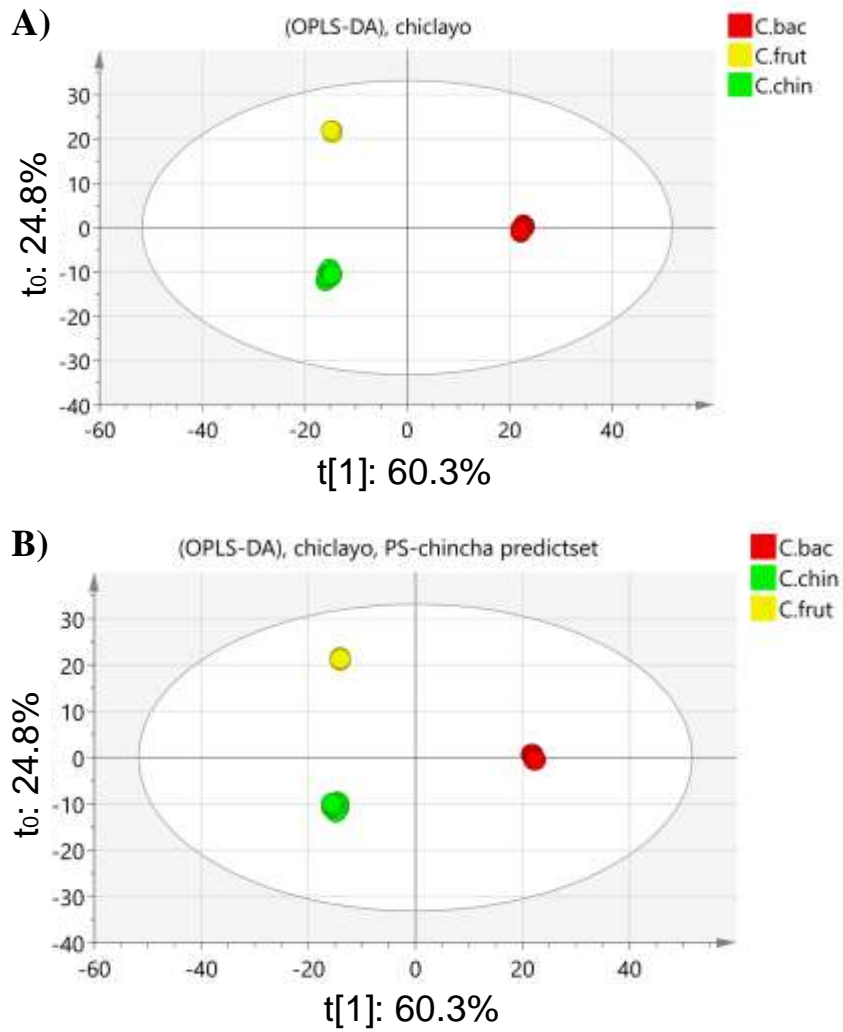 A)
(OPLS-DA), chiclayo
C.bac
C.frut
C.chin
30
20
10
0
-10
-20
-30
-40
t0: 24.8%
-60 -40 -20 0 20 40
t[1]: 60.3%
B)
(OPLS-DA), chiclayo, PS-chincha predictset
C.bac
C.chin
C.frut
30
20
10
0
-10
-20
-30
-40
t0: 24.8%
-60 -40 -20 0 20 40
t[1]: 60.3%